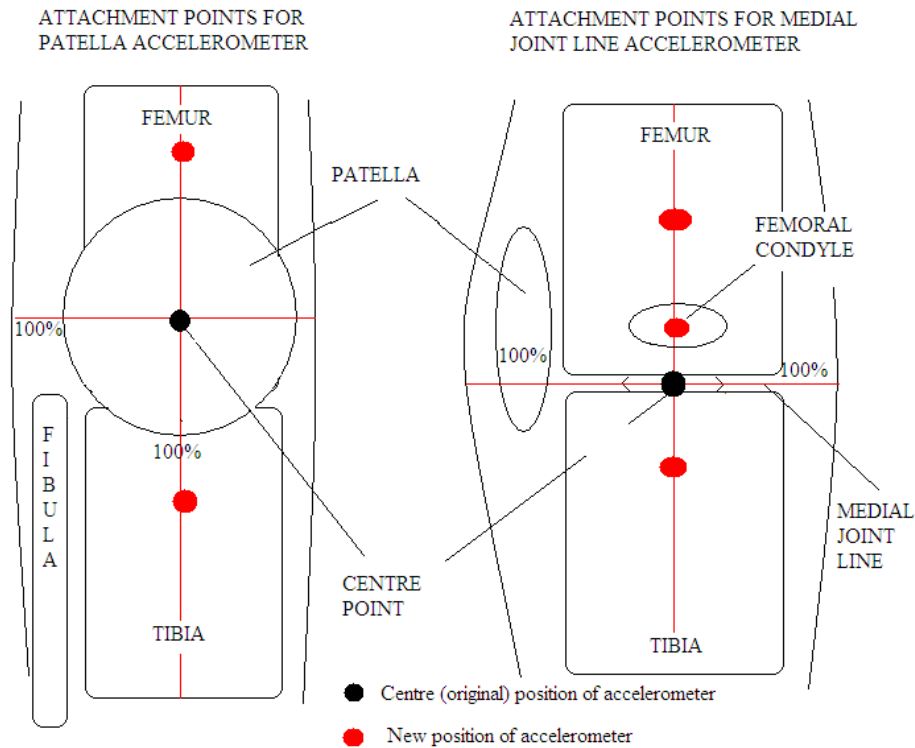 ATTACHMENT POINTS FOR
PATELLA ACCELEROMETER
ATTACHMENT POINTS FOR MEDIAL
JOINT LINE ACCELEROMETER
FEMUR
PATELLA
100%
100%
F
I
B
U
L
A
TIBIA
CENTRE
POINT
FEMUR
FEMORAL
CONDYLE
100%
100%
MEDIAL
JOINT
LINE
TIBIA
Centre (original) position of accelerometer
New position of accelerometer